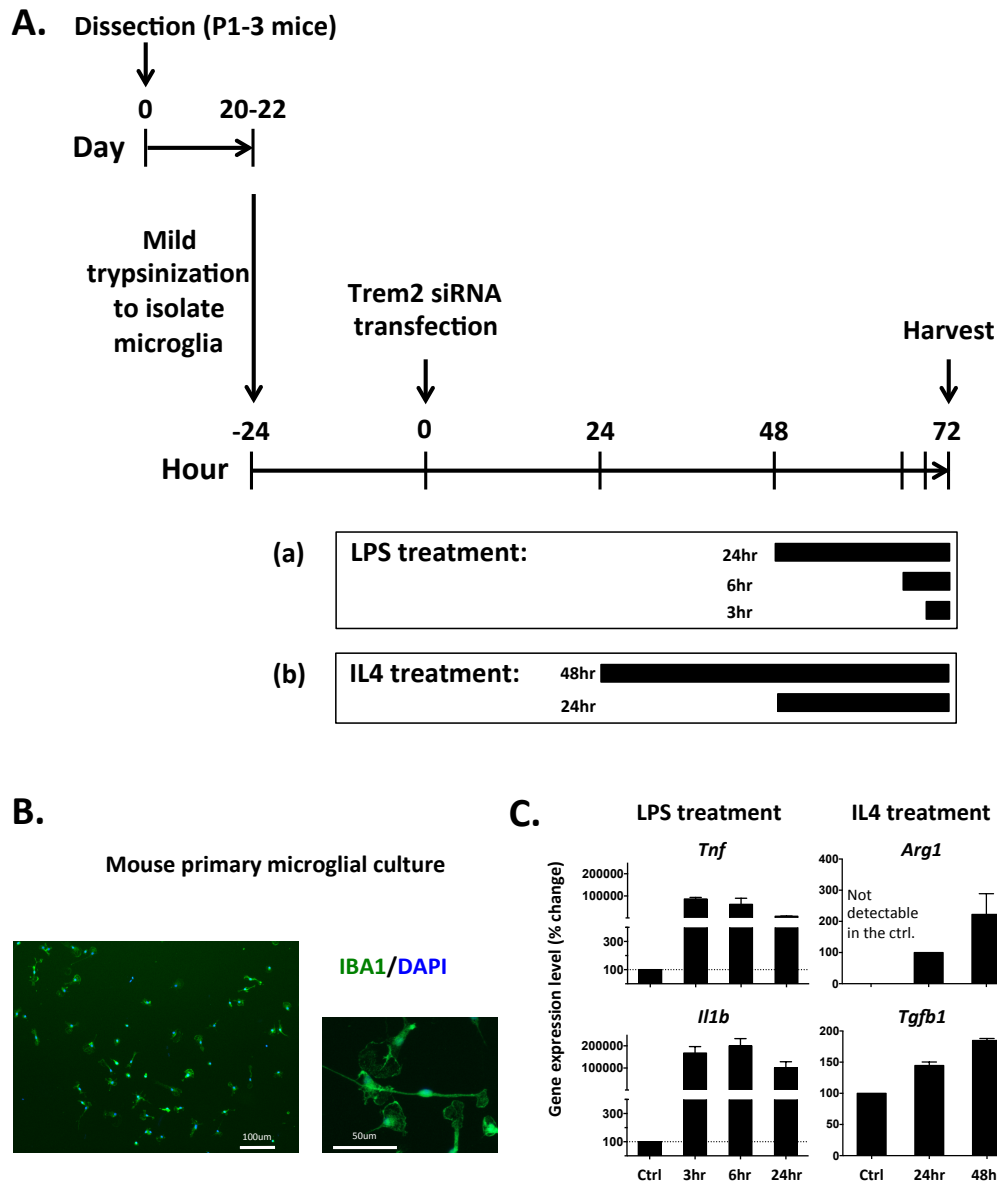 A.
Dissection (P1-3 mice)
0
20-22
Day
Mild
trypsinization
to isolate
microglia
Trem2 siRNA
transfection
Harvest
-24
0
24
48
72
Hour
(a)
LPS treatment:
24hr
6hr
3hr
(b)
IL4 treatment:
48hr
24hr
B.
Mouse primary microglial culture
IBA1/DAPI
100um
50um
C.
LPS treatment
IL4 treatment
Gene expression level (% change)
Tnf
200000
100000
300
100
Arg1
400
300
200
100
0
Not
detectable
in the ctrl.
Il1b
200000
100000
300
100
Ctrl
3hr
6hr
24hr
Tgfb1
200
150
100
50
0
Ctrl
24hr
48h